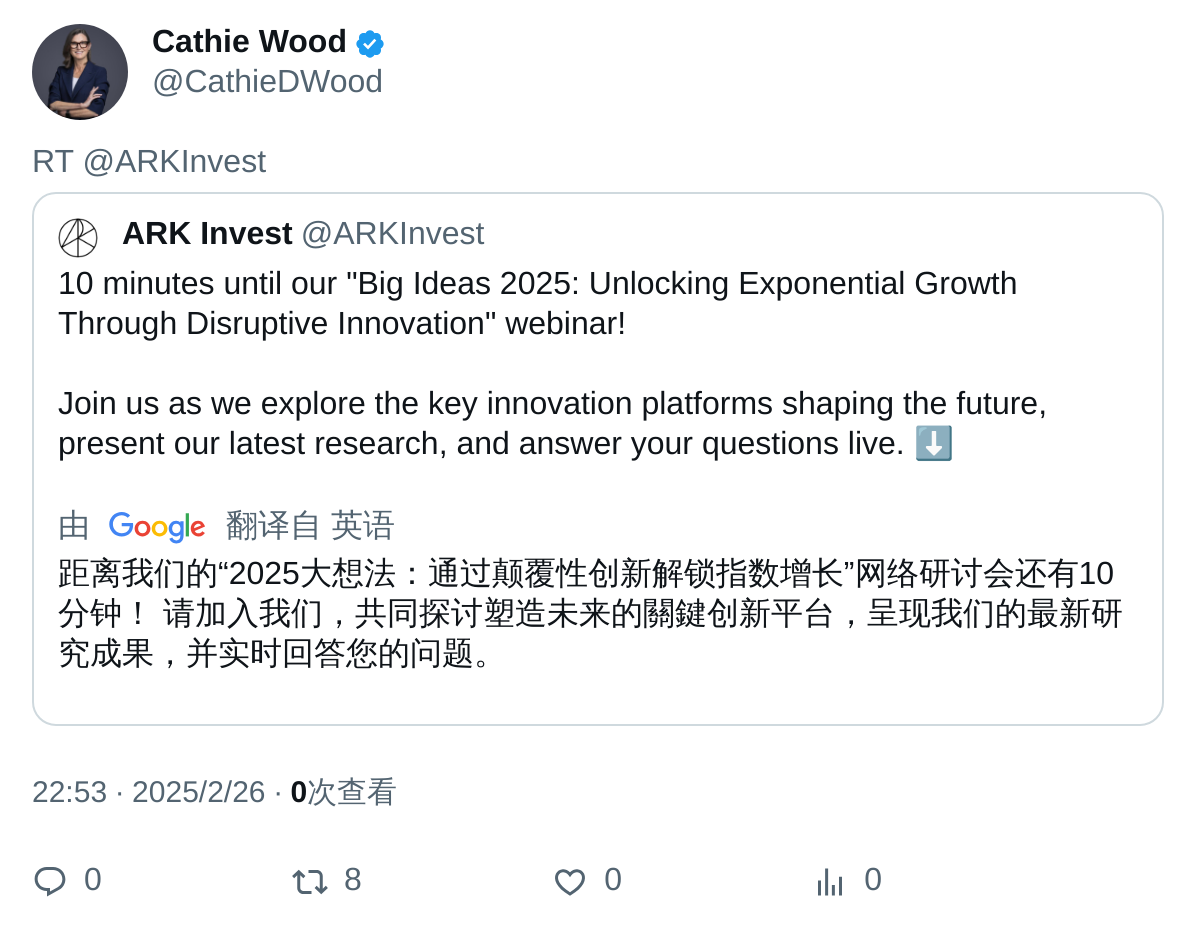 Cathie Wood
@CathieDWood
RT @ARKInvest
ARK Invest @ARKInvest
10 minutes until our "Big Ideas 2025: Unlocking Exponential Growth
Through Disruptive Innovation" webinar!
Join us as we explore the key innovation platforms shaping the future,
present our latest research, and answer your questions live. ⬇️
由 Google 翻译自 英语
距离我们的“2025大想法：通过颠覆性创新解锁指数增长”网络研讨会还有10
分钟！ 请加入我们，共同探讨塑造未来的關鍵创新平台，呈现我们的最新研
究成果，并实时回答您的问题。
22:53 · 2025/2/26 · 0次查看
0 8 0 0